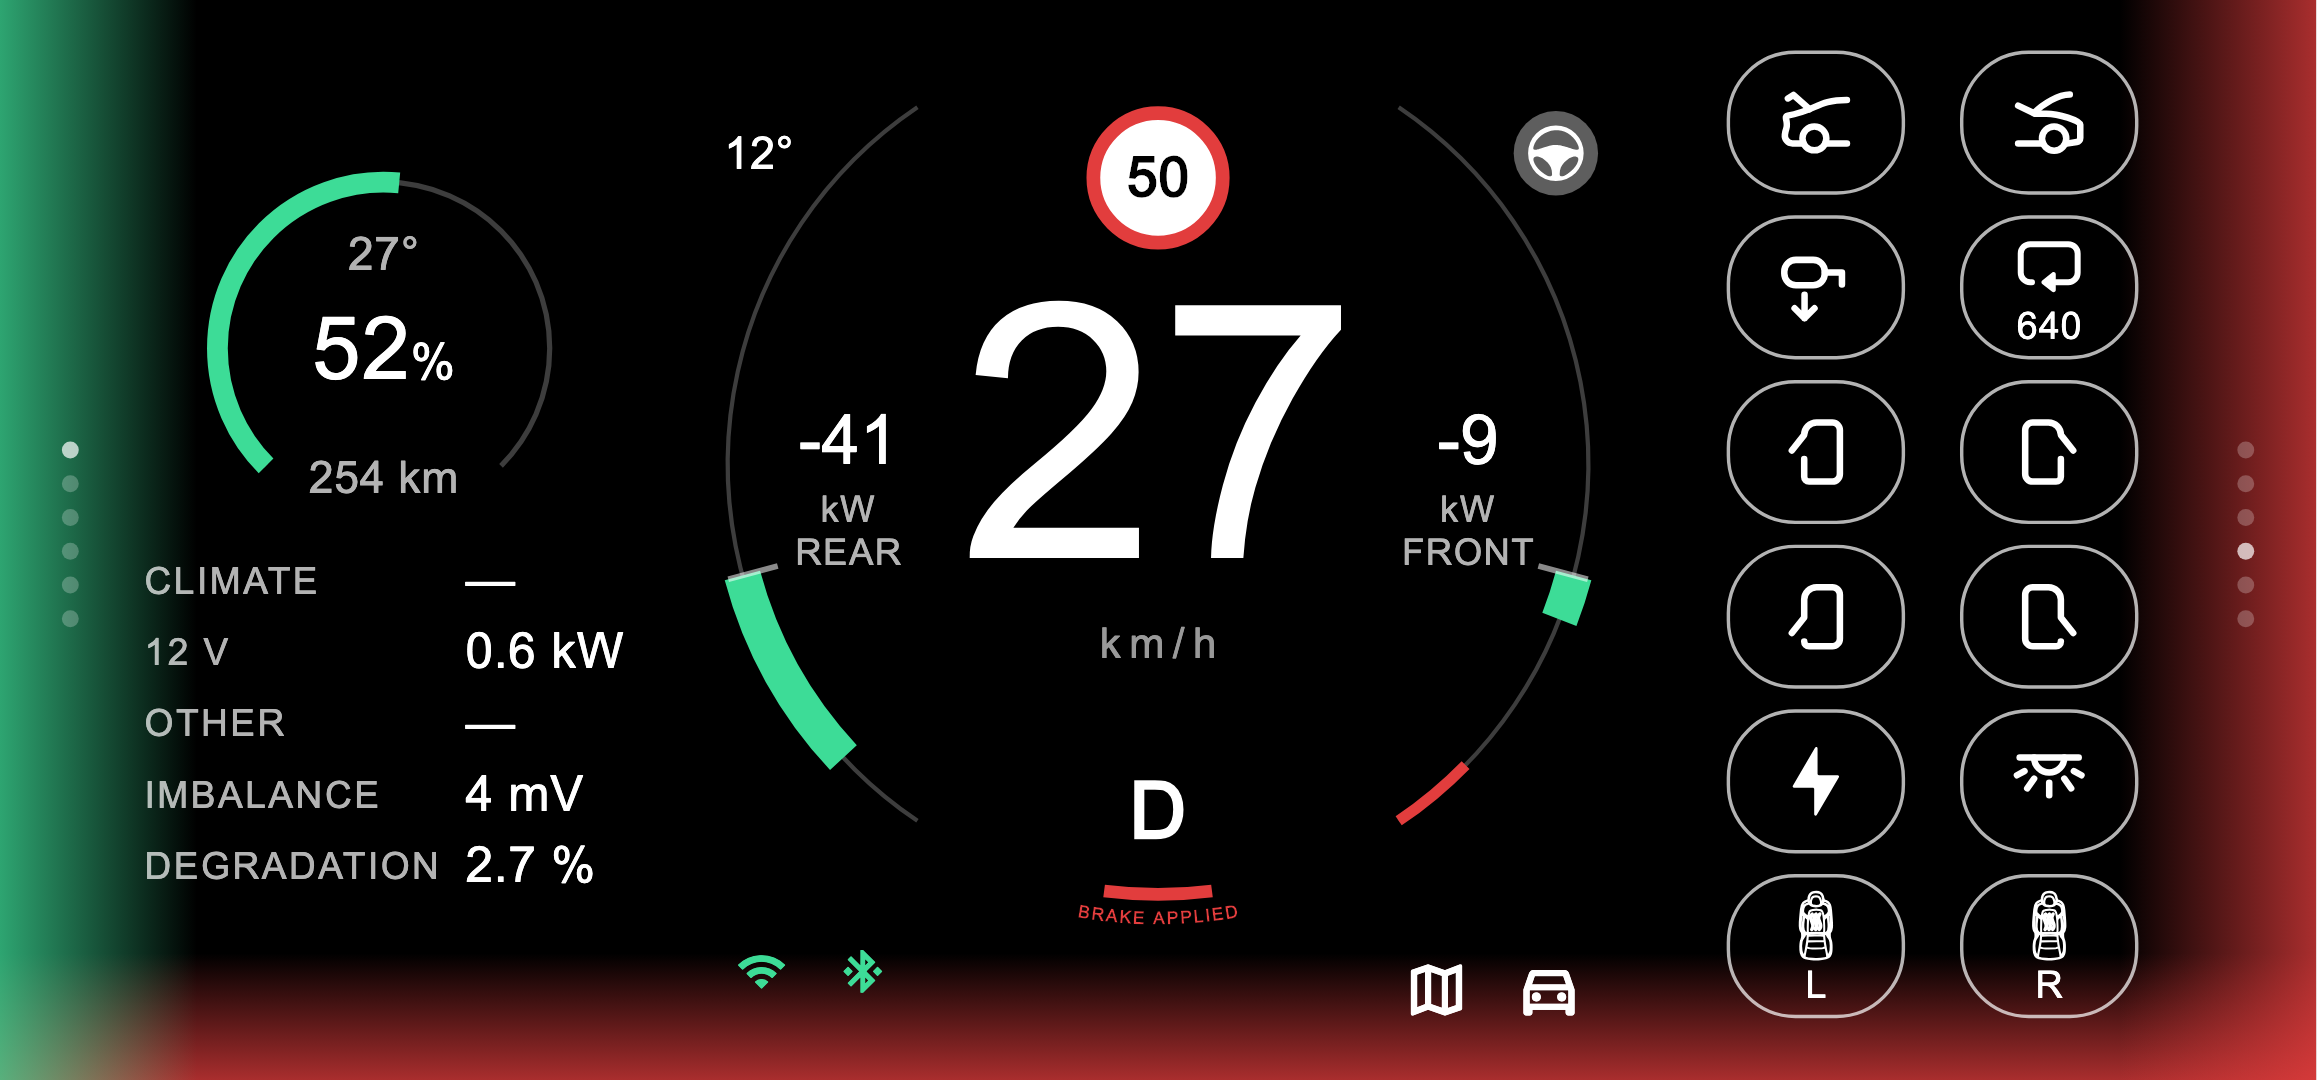 12°
50
27°
52%
254 km
-41
kW
REAR
27
km/h
-9
kW
FRONT
CLIMATE —
12 V 0.6 kW
OTHER —
IMBALANCE 4 mV
DEGRADATION 2.7 %
D
BRAKE APPLIED
640
L
R